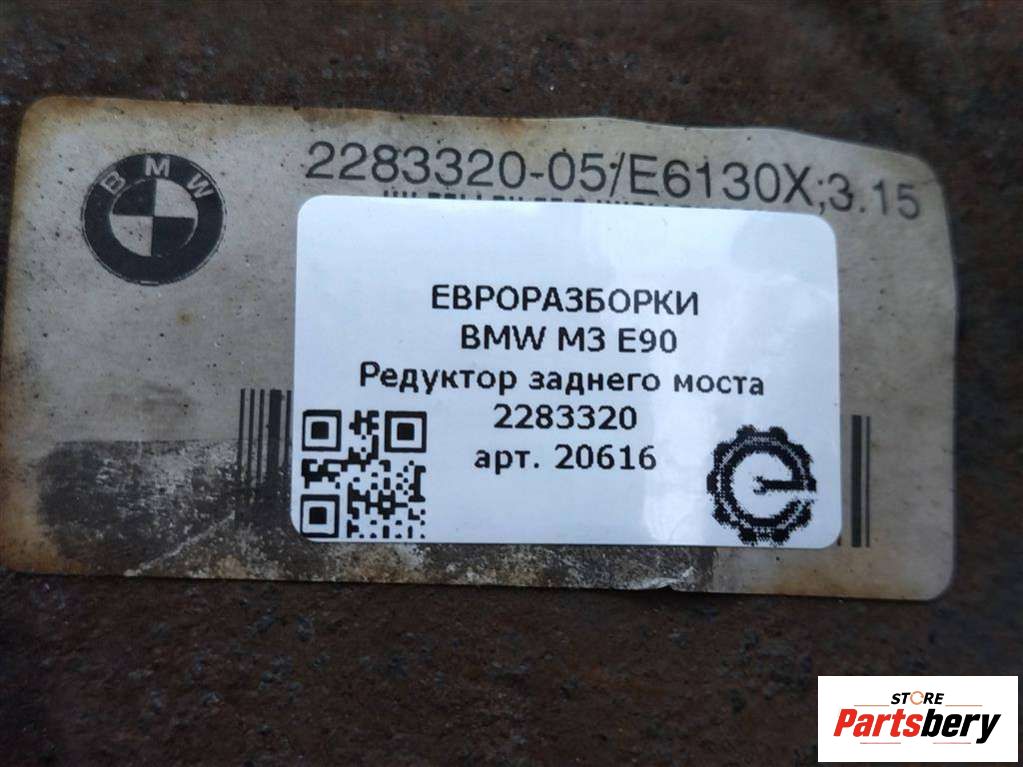 BMW
2283320-05/E6130X;3.15
ЕВРОРАЗБОРКИ
BMW M3 E90
Редуктор заднего моста
2283320
арт. 20616
STORE
Partsbery